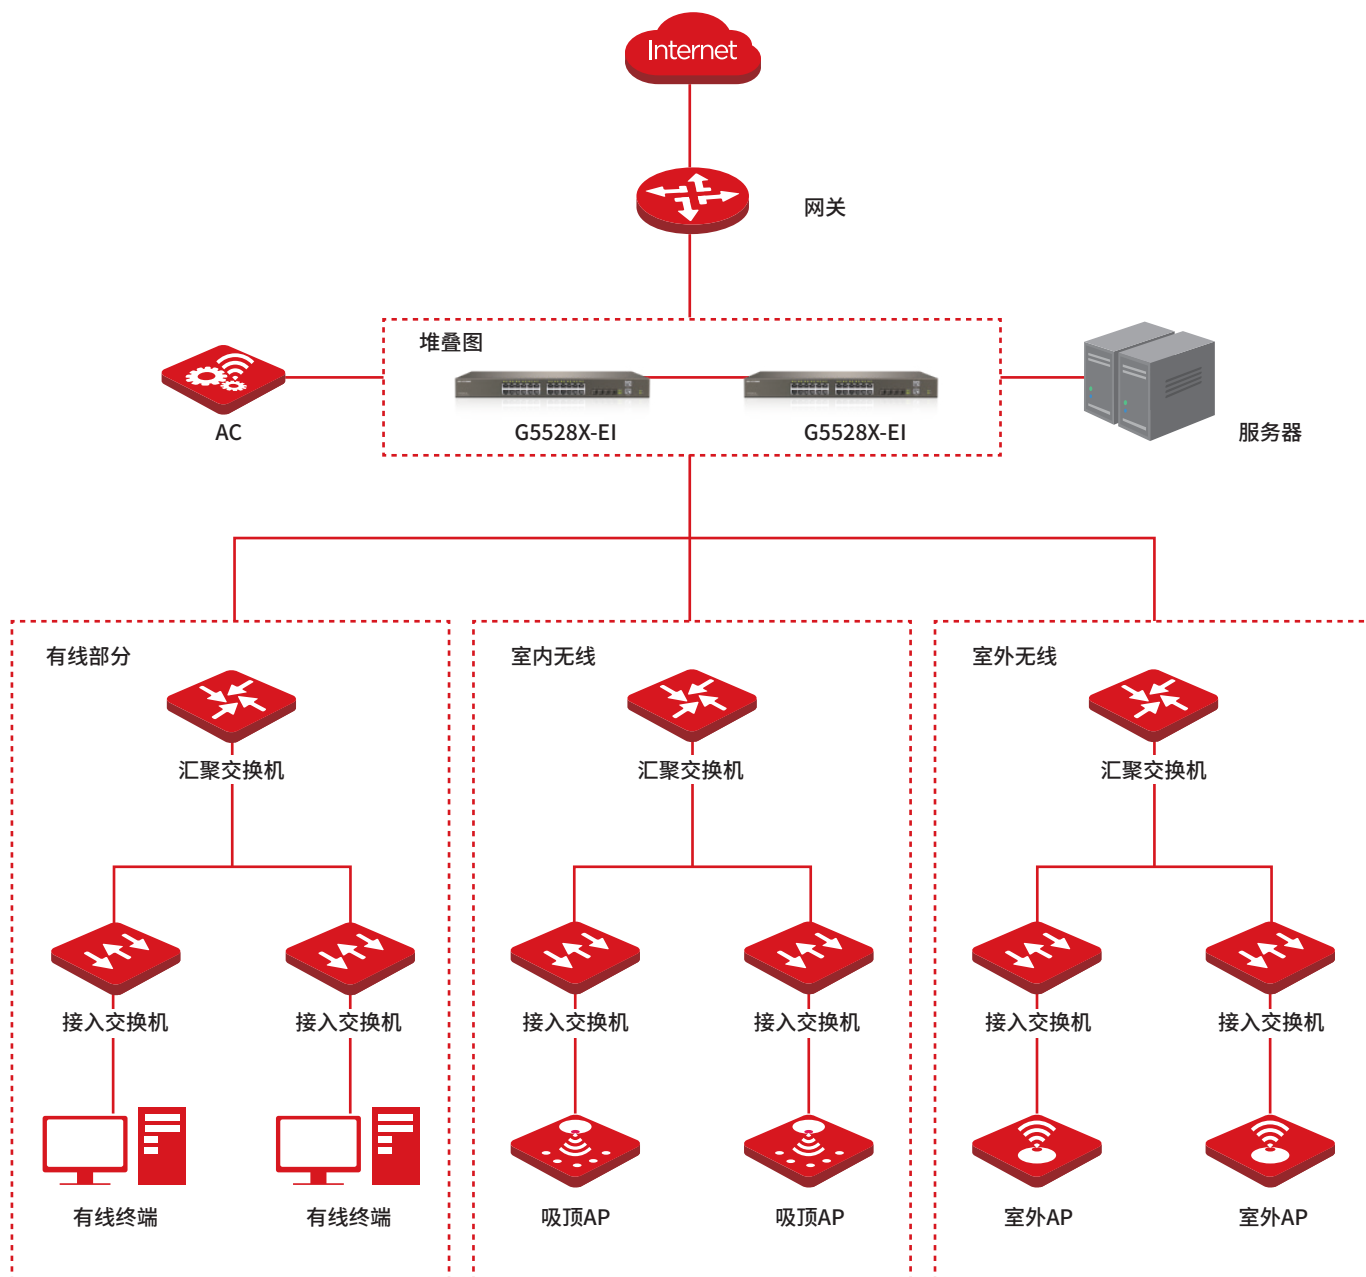 Internet
网关
堆叠图
AC
G5528X-EI
G5528X-EI
服务器
有线部分
室内无线
室外无线
汇聚交换机
汇聚交换机
汇聚交换机
接入交换机
接入交换机
接入交换机
接入交换机
接入交换机
接入交换机
有线终端
有线终端
吸顶AP
吸顶AP
室外AP
室外AP